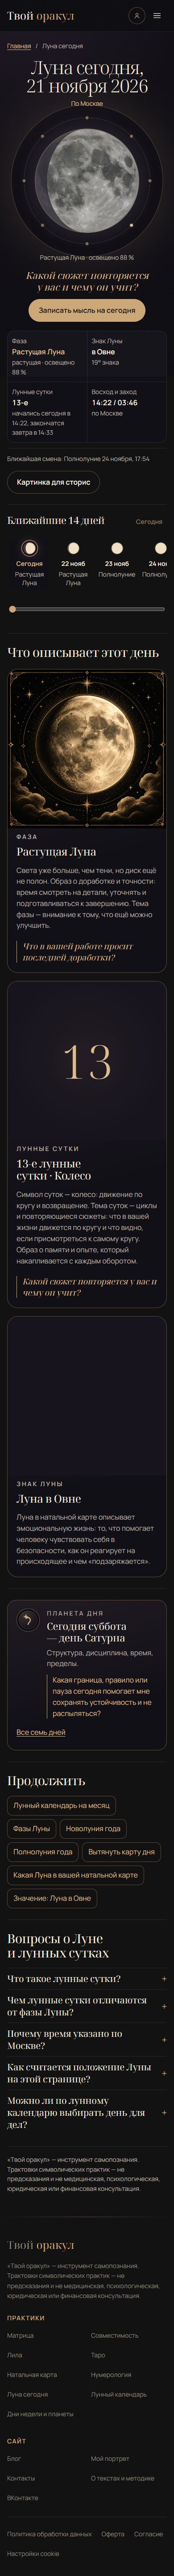 Твой оракул
Главная / Луна сегодня
Луна сегодня,
21 ноября 2026
По Москве
Растущая Луна · освещено 88 %
Какой сюжет повторяется
у вас и чему он учит?
Записать мысль на сегодня
Фаза
Растущая Луна
растущая · освещено
88 %
Знак Луны
в Овне
19° знака
Лунные сутки
13-е
начались сегодня в
14:22, закончатся
завтра в 14:33
Восход и заход
14:22 / 03:46
по Москве
Ближайшая смена: Полнолуние 24 ноября, 17:54
Картинка для сторис
Ближайшие 14 дней
Сегодня
Сегодня
Растущая
Луна
22 нояб
Растущая
Луна
23 нояб
Полнолуние
24 но
Полнолу
Что описывает этот день
ФАЗА
Растущая Луна
Света уже больше, чем тени, но диск ещё
не полон. Образ о доработке и точности:
время смотреть на детали, уточнять и
подготавливаться к завершению. Тема
фазы — внимание к тому, что ещё можно
улучшить.
Что в вашей работе просит
последней доработки?
13
ЛУННЫЕ СУТКИ
13-е лунные
сутки · Колесо
Символ суток — колесо: движение по
кругу и возвращение. Тема суток — циклы
и повторяющиеся сюжеты: что в вашей
жизни движется по кругу и что видно,
если присмотреться к самому кругу.
Образ о памяти и опыте, который
накапливается с каждым оборотом.
Какой сюжет повторяется у вас и
чему он учит?
ЗНАК ЛУНЫ
Луна в Овне
Луна в натальной карте описывает
эмоциональную жизнь: то, что помогает
человеку чувствовать себя в
безопасности, как он реагирует на
происходящее и чем «подзаряжается».
ПЛАНЕТА ДНЯ
Сегодня суббота
— день Сатурна
Структура, дисциплина, время,
пределы.
Какая граница, правило или
пауза сегодня помогает мне
сохранять устойчивость и не
распыляться?
Все семь дней
Продолжить
Лунный календарь на месяц
Фазы Луны
Новолуния года
Полнолуния года
Вытянуть карту дня
Какая Луна в вашей натальной карте
Значение: Луна в Овне
Вопросы о Луне
и лунных сутках
Что такое лунные сутки? +
Чем лунные сутки отличаются
от фазы Луны? +
Почему время указано по
Москве? +
Как считается положение Луны
на этой странице? +
Можно ли по лунному
календарю выбирать день для
дел? +
«Твой оракул» — инструмент самопознания.
Трактовки символических практик — не
предсказания и не медицинская, психологическая,
юридическая или финансовая консультация.
Твой оракул
«Твой оракул» — инструмент самопознания.
Трактовки символических практик — не
предсказания и не медицинская, психологическая,
юридическая или финансовая консультация.
ПРАКТИКИ
Матрица
Совместимость
Лила
Таро
Натальная карта
Нумерология
Луна сегодня
Лунный календарь
Дни недели и планеты
САЙТ
Блог
Мой портрет
Контакты
О текстах и методике
ВКонтакте
Политика обработки данных
Оферта
Согласие
Настройки cookie